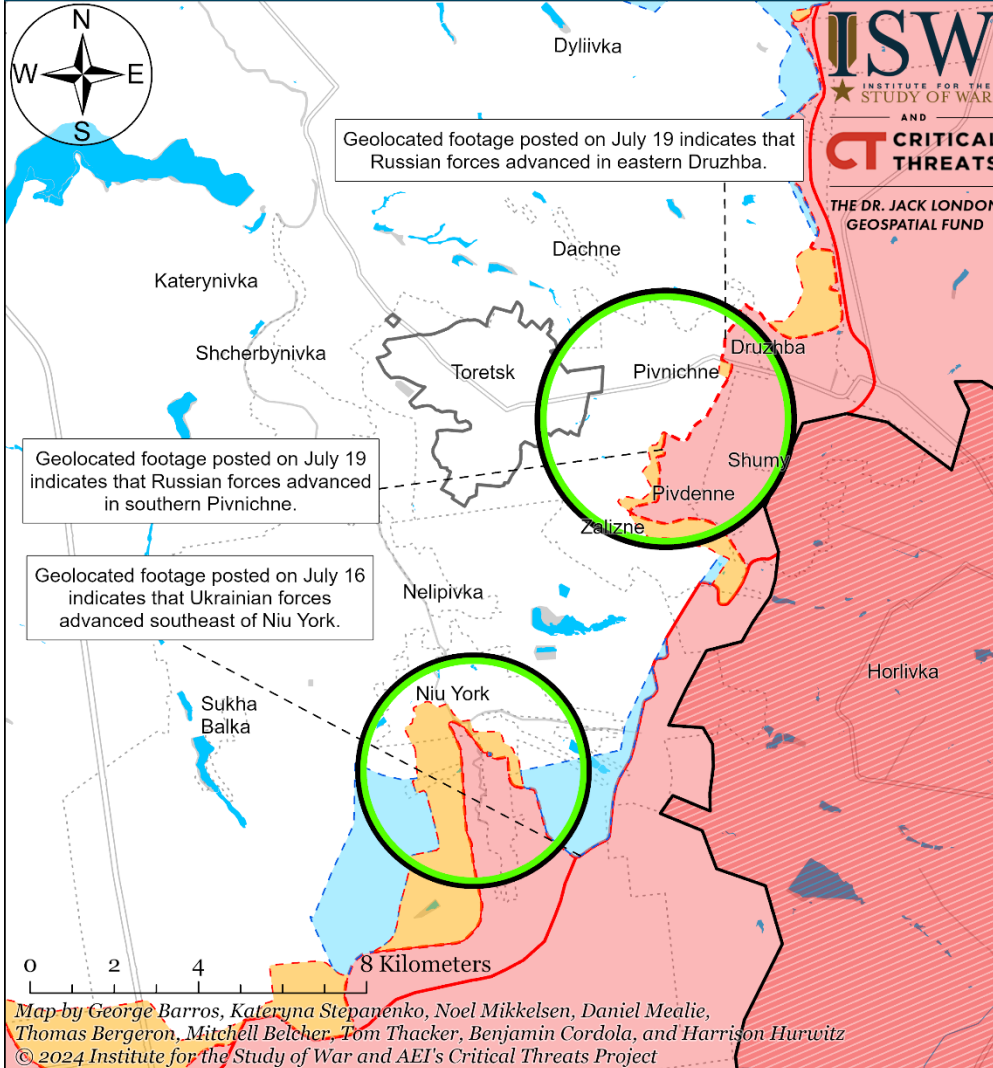 N
W
E
S
Dyliivka
ISW
INSTITUTE FOR THE
STUDY OF WAR
AND
CT CRITICAL
THREATS
THE DR. JACK LONDON
GEOSPATIAL FUND
Geolocated footage posted on July 19 indicates that
Russian forces advanced in eastern Druzhba.
Dachne
Katerynivka
Shcherbynivka
Toretsk
Druzhba
Pivnichne
Geolocated footage posted on July 19
indicates that Russian forces advanced
in southern Pivnichne.
Shumy
Pivdenne
Zalizne
Geolocated footage posted on July 16
indicates that Ukrainian forces
advanced southeast of Niu York.
Nelipivka
Horlivka
Niu York
Sukha
Balka
0 2 4 8 Kilometers
Map by George Barros, Kateryna Stepanenko, Noel Mikkelsen, Daniel Mealie,
Thomas Bergeron, Mitchell Belcher, Tom Thacker, Benjamin Cordola, and Harrison Hurwitz
© 2024 Institute for the Study of War and AEI's Critical Threats Project